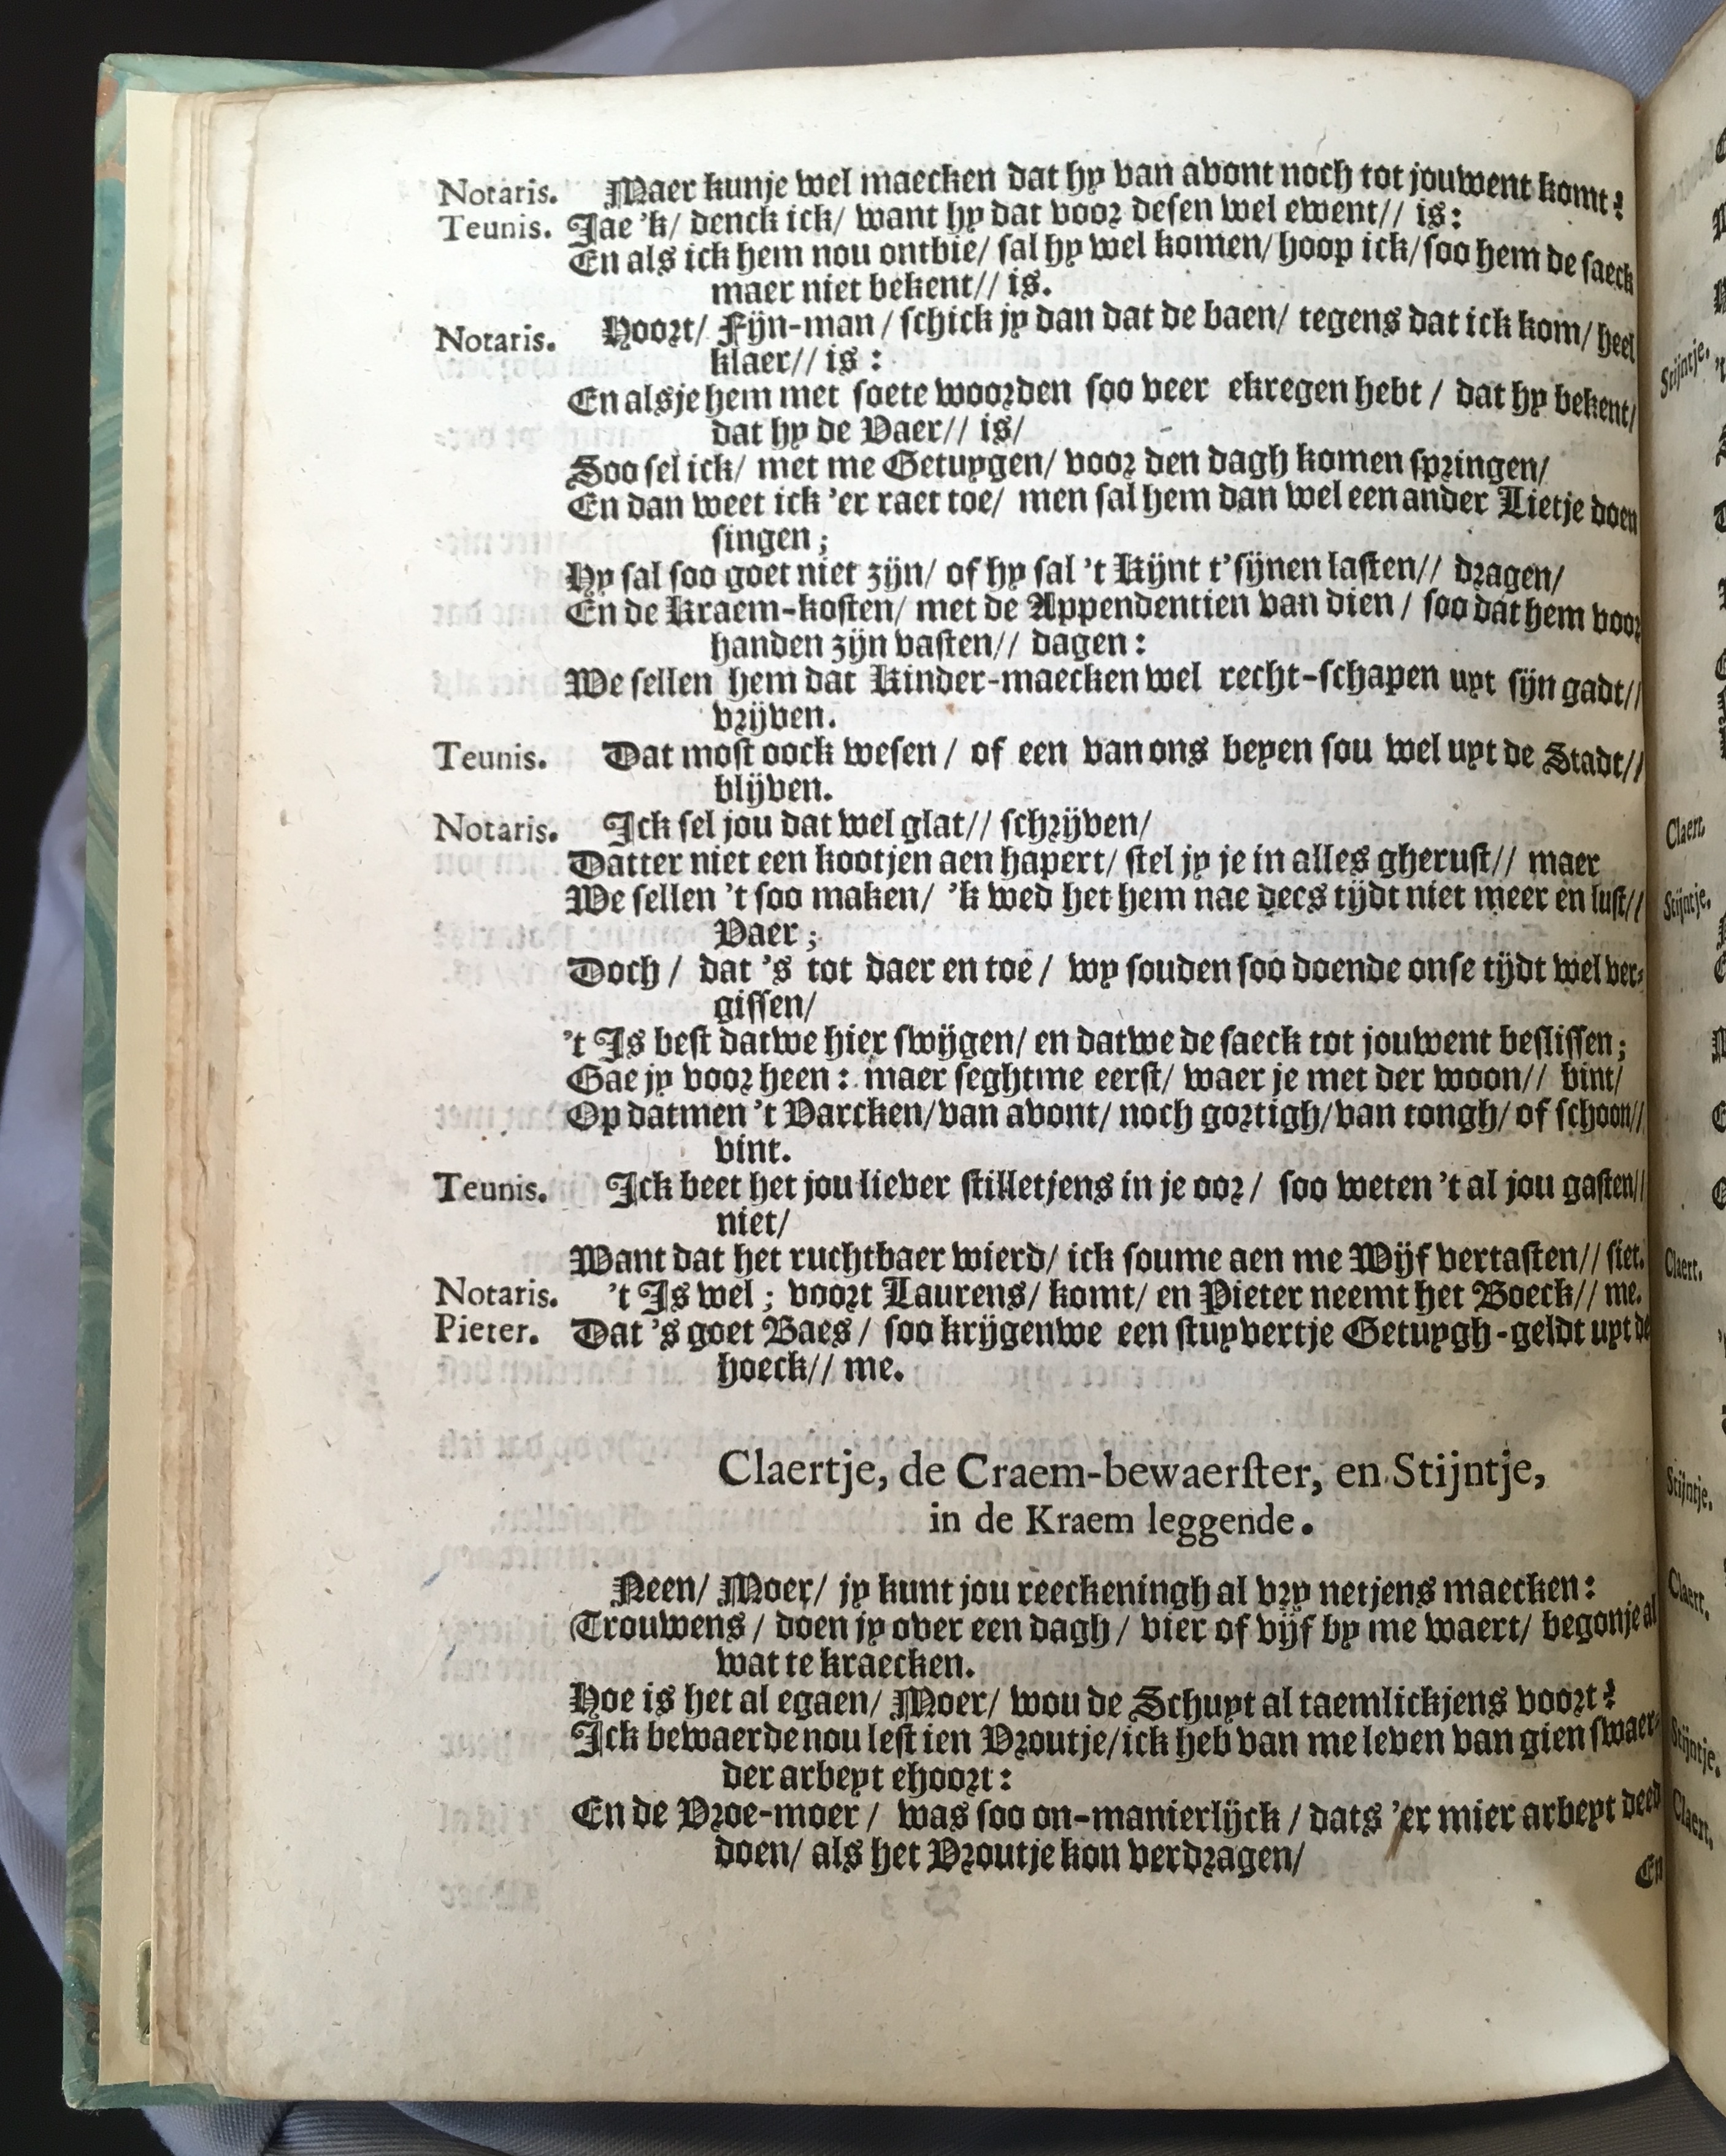 Notaris. Maer kunje wel maecken dat hy van avont noch tot jouwent komt?
Teunis. Jae 'k/ denck ick/ want hy dat voor desen wel ewent// is:
En als ick hem nou ontbie/ sal hy wel komen/ hoop ick/ soo hem de saeck
maer niet bekent// is.
Notaris. Hoort/ Fijn-man/ schick jy dan dat de baen/ tegens dat ick kom/ heel
klaer// is:
En alsje hem met soete woorden soo veer ekregen hebt/ dat hy bekent/
dat hy de Vaer// is/
Soo sel ick/ met me Getuygen/ voor den dagh komen springen/
En dan weet ick 'er raet toe/ men sal hem dan wel een ander Lietje doen
singen;
Hy sal soo goet niet zijn/ of hy sal 't Kijnt t'sijnen lasten// dragen/
En de Kraem-kosten/ met de Appendentien van dien/ soo dat hem voor
handen zijn vasten// dagen:
We sellen hem dat Kinder-maecken wel recht-schapen uyt sijn gadt//
vrijven.
Teunis. Dat most oock wesen/ of een van ons beyen sou wel uyt de Stadt//
blijven.
Notaris. Ick sel jou dat wel glat// schrijven/
Datter niet een kootjen aen hapert/ stel jy je in alles gherust// maer
We sellen 't soo maken/ 'k wed het hem nae dees tijdt niet meer en lust//
Vaer;
Doch/ dat 's tot daer en toe/ wy souden soo doende onse tijdt wel ver-
gissen/
't Is best datwe hier swijgen/ en datwe de saeck tot jouwent beslissen;
Gae jy voor heen: maer seghtme eerst/ waer je met der woon// bint/
Op datmen 't Varcken/ van avont/ noch gortigh/ van tongh/ of schoon//
vint.
Teunis. Ick beet het jou liever stilletjens in je oor/ soo weten 't al jou gasten//
niet/
Want dat het ruchtbaer wierd/ ick soume aen me Wijf vertasten// siet.
Notaris. 't Is wel; voort Laurens/ komt/ en Pieter neemt het Boeck// me.
Pieter. Dat 's goet Baes/ soo krijgenwe een stuyvertje Getuygh-geldt uyt de
hoeck// me.
Claertje, de Craem-bewaerster, en Stijntje,
in de Kraem leggende.
Neen/ Moer/ jy kunt jou reeckeningh al vry netjens maecken:
Trouwens/ doen jy over een dagh/ vier of vijf by me waert/ begonje al
wat te kraecken.
Hoe is het al egaen/ Moer/ wou de Schuyt al taemlickjens voort?
Ick bewaerde nou lest ien Vroutje/ ick heb van me leven van gien swaer-
der arbeyt ehoort:
En de Vroe-moer/ was soo on-manierlijck/ dats 'er mier arbeyt deed
doen/ als het Vroutje kon verdragen/
En
Stijntje.
Claert.
Stijntje.
Claert.
Stijntje.
Claert.
Stijntje.
Claert.